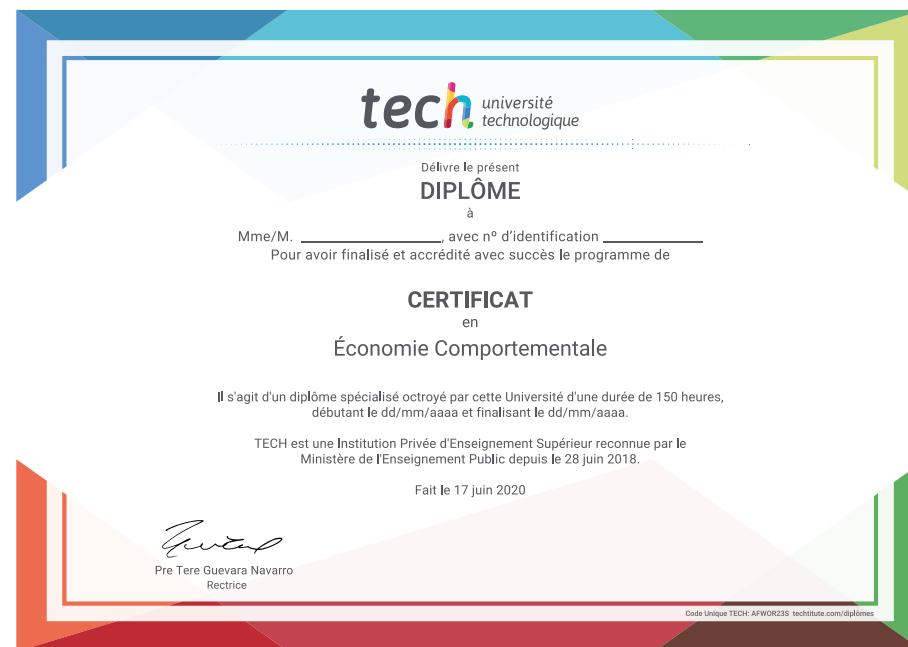 tech université
technologique
Délivre le présent
DIPLÔME
à
Mme/M. ____________________, avec nº d'identification ______________
Pour avoir finalisé et accrédité avec succès le programme de
CERTIFICAT
en
Économie Comportementale
Il s'agit d'un diplôme spécialisé octroyé par cette Université d'une durée de 150 heures,
débutant le dd/mm/aaaa et finalisant le dd/mm/aaaa.
TECH est une Institution Privée d'Enseignement Supérieur reconnue par le
Ministère de l'Enseignement Public depuis le 28 juin 2018.
Fait le 17 juin 2020
Pre Tere Guevara Navarro
Rectrice
Code Unique TECH: AFWOR23S techtitute.com/diplômes